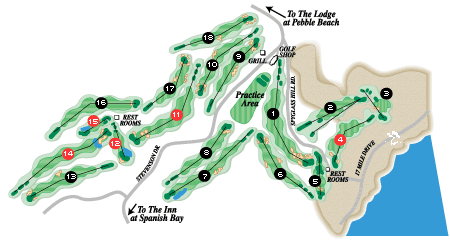 To The Lodge
at Pebble Beach
18
9
GOLF
SHOP
GRILL
10
17
16
Practice
Area
SPYGLASS HILL RD.
3
2
15
REST
ROOMS
11
1
4
12
14
8
STEVENSON DR.
17 MILE DRIVE
13
7
6
5
REST
ROOMS
To The Inn
at Spanish Bay